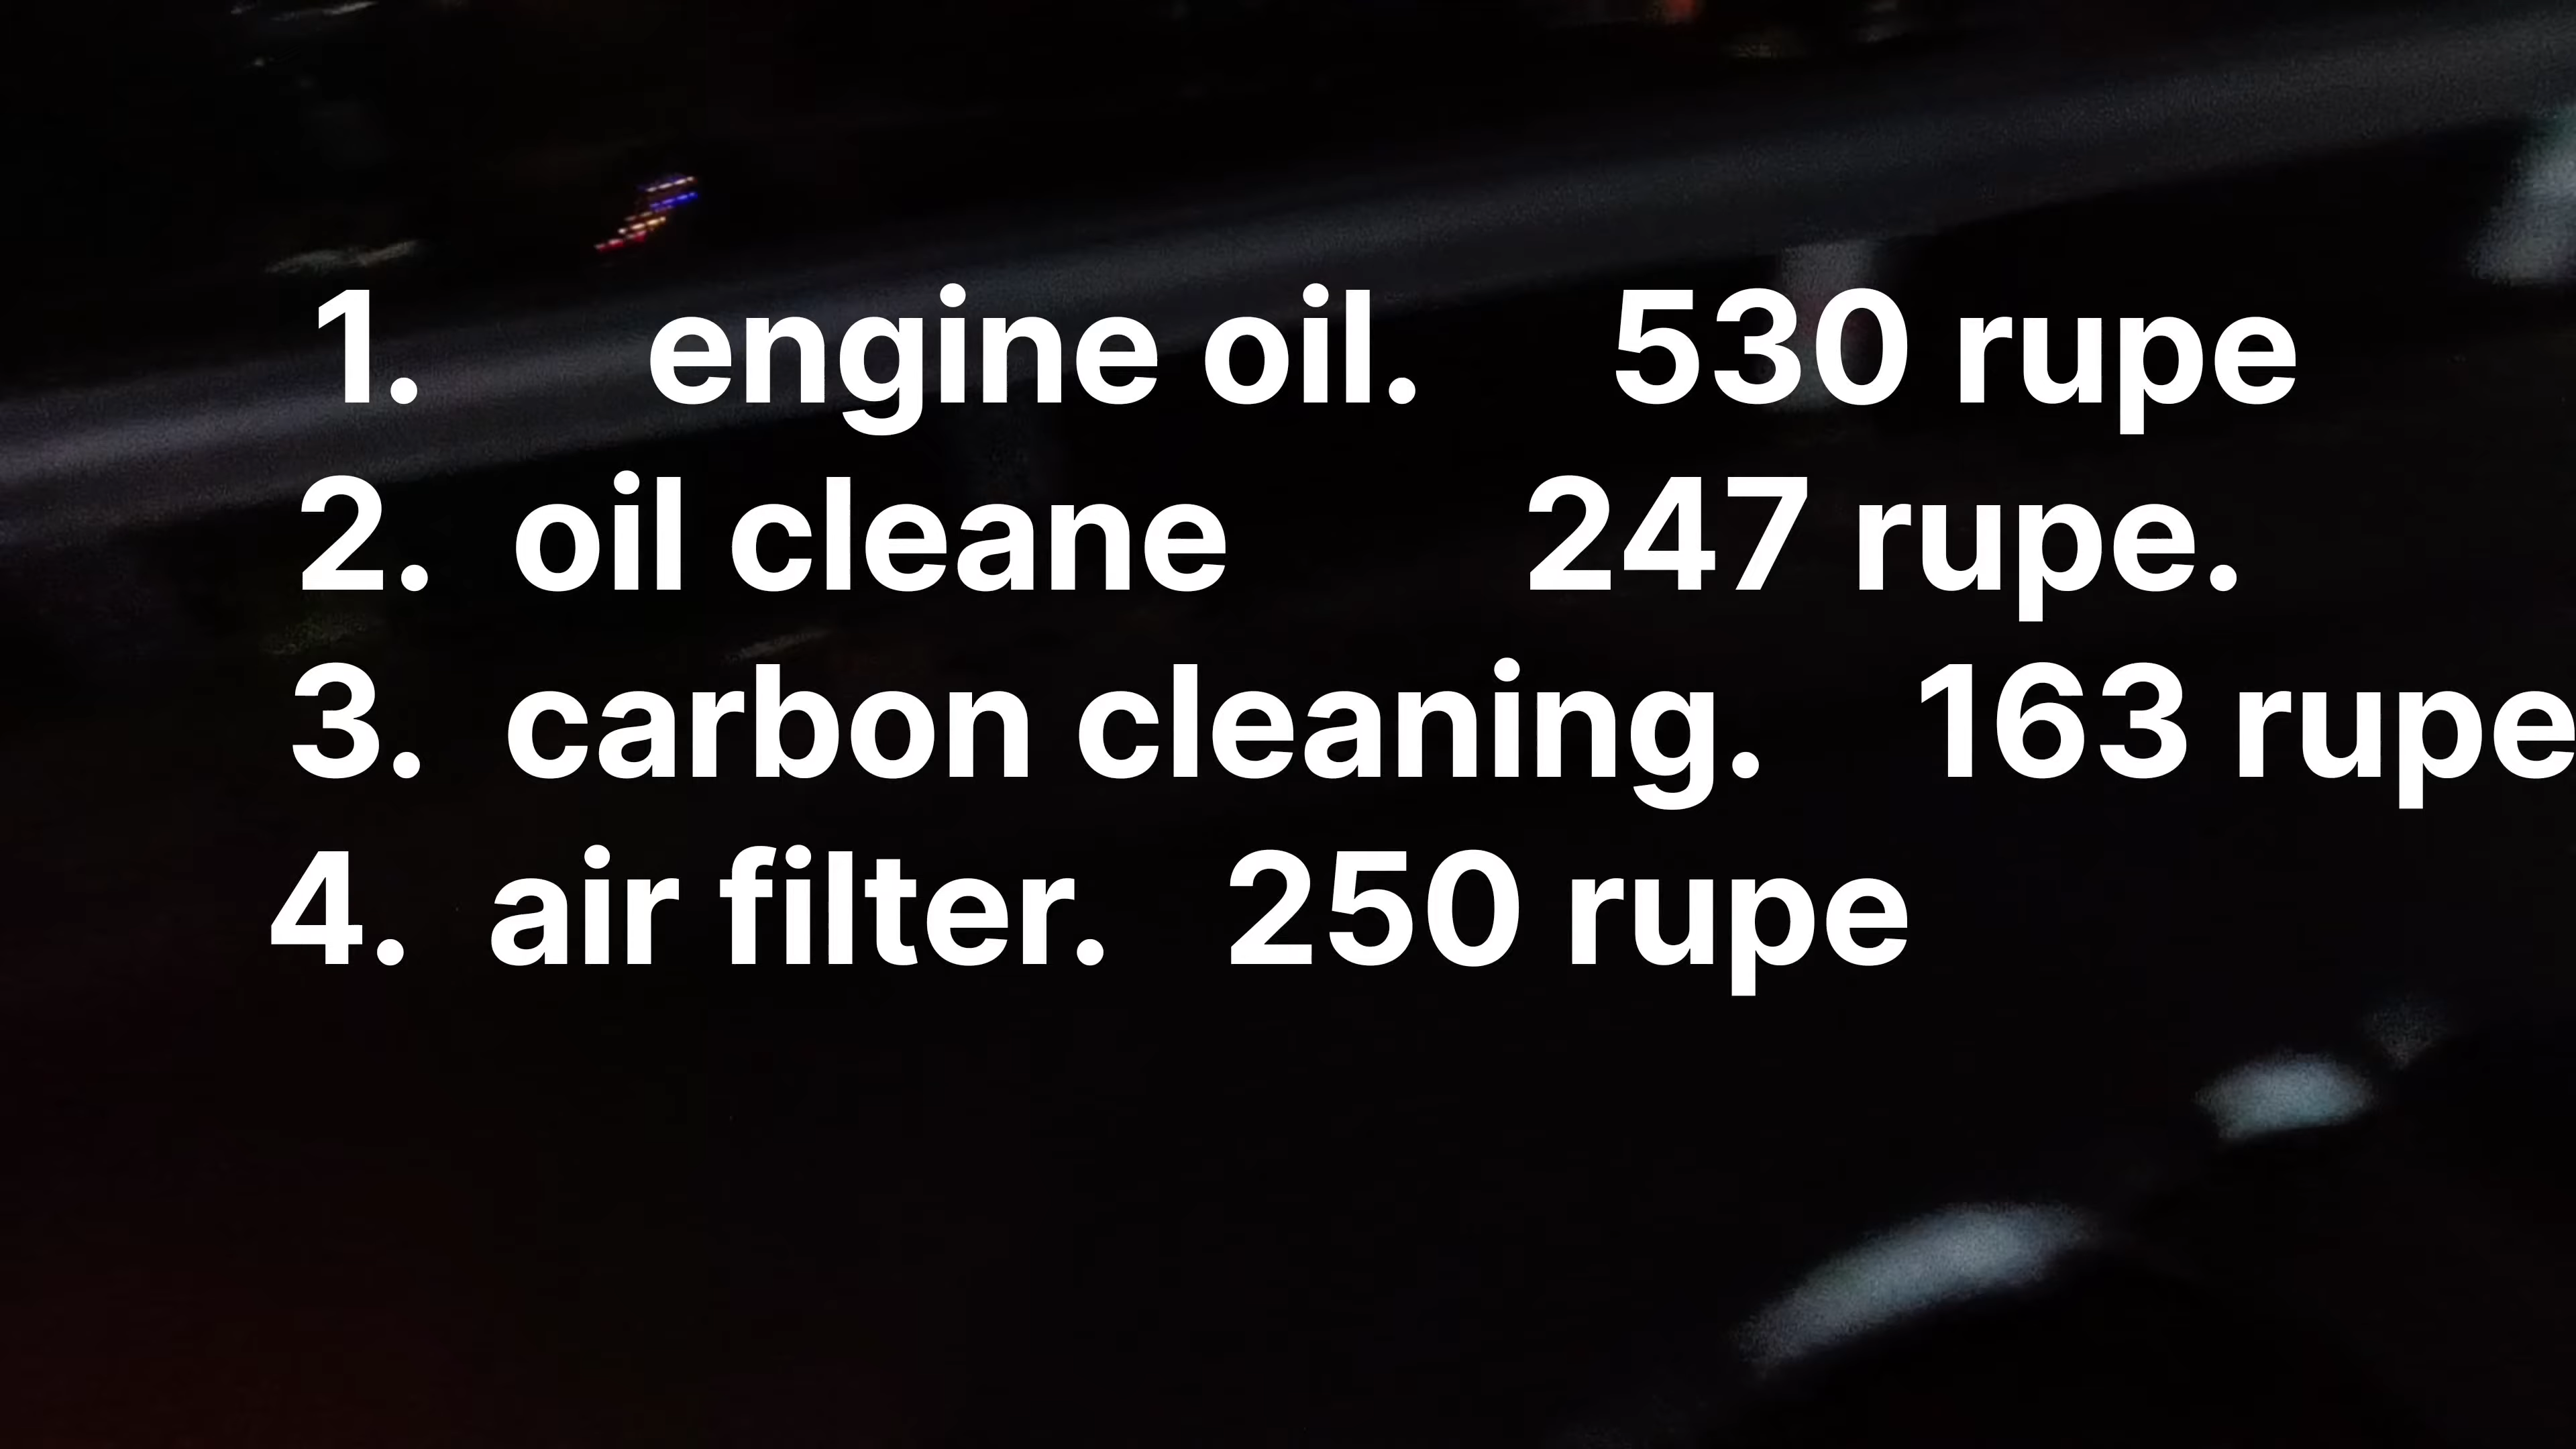 1. engine oil. 530 rupe
2. oil cleane 247 rupe.
3. carbon cleaning. 163 rupe
4. air filter. 250 rupe